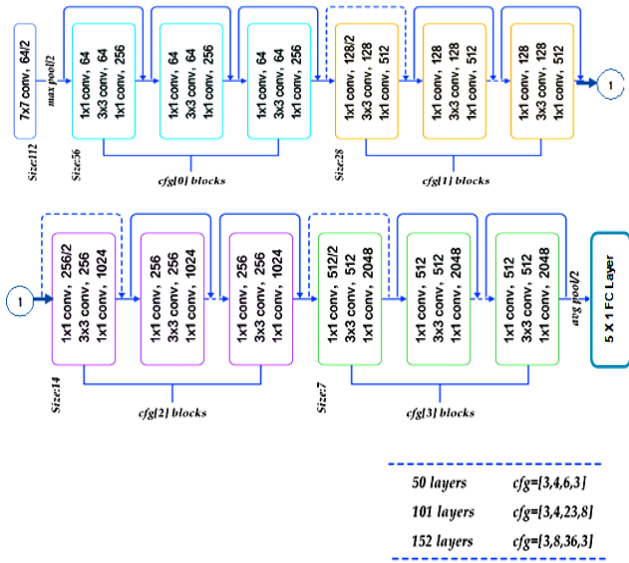 7x7 conv, 64/2
Size:112
max pool/2
1x1 conv, 64
3x3 conv, 64
1x1 conv, 256
Size:56
1x1 conv, 64
3x3 conv, 64
1x1 conv, 256
1x1 conv, 64
3x3 conv, 64
1x1 conv, 256
cfg[0] blocks
1x1 conv, 128/2
3x3 conv, 128
1x1 conv, 512
Size:28
1x1 conv, 128
3x3 conv, 128
1x1 conv, 512
1x1 conv, 128
3x3 conv, 128
1x1 conv, 512
cfg[1] blocks
1
1
1x1 conv, 256/2
3x3 conv, 256
1x1 conv, 1024
Size:14
1x1 conv, 256
3x3 conv, 256
1x1 conv, 1024
1x1 conv, 256
3x3 conv, 256
1x1 conv, 1024
cfg[2] blocks
1x1 conv, 512/2
3x3 conv, 512
1x1 conv, 2048
Size:7
1x1 conv, 512
3x3 conv, 512
1x1 conv, 2048
1x1 conv, 512
3x3 conv, 512
1x1 conv, 2048
cfg[3] blocks
avg pool/2
5 X 1 FC Layer
50 layers cfg=[3,4,6,3]
101 layers cfg=[3,4,23,8]
152 layers cfg=[3,8,36,3]